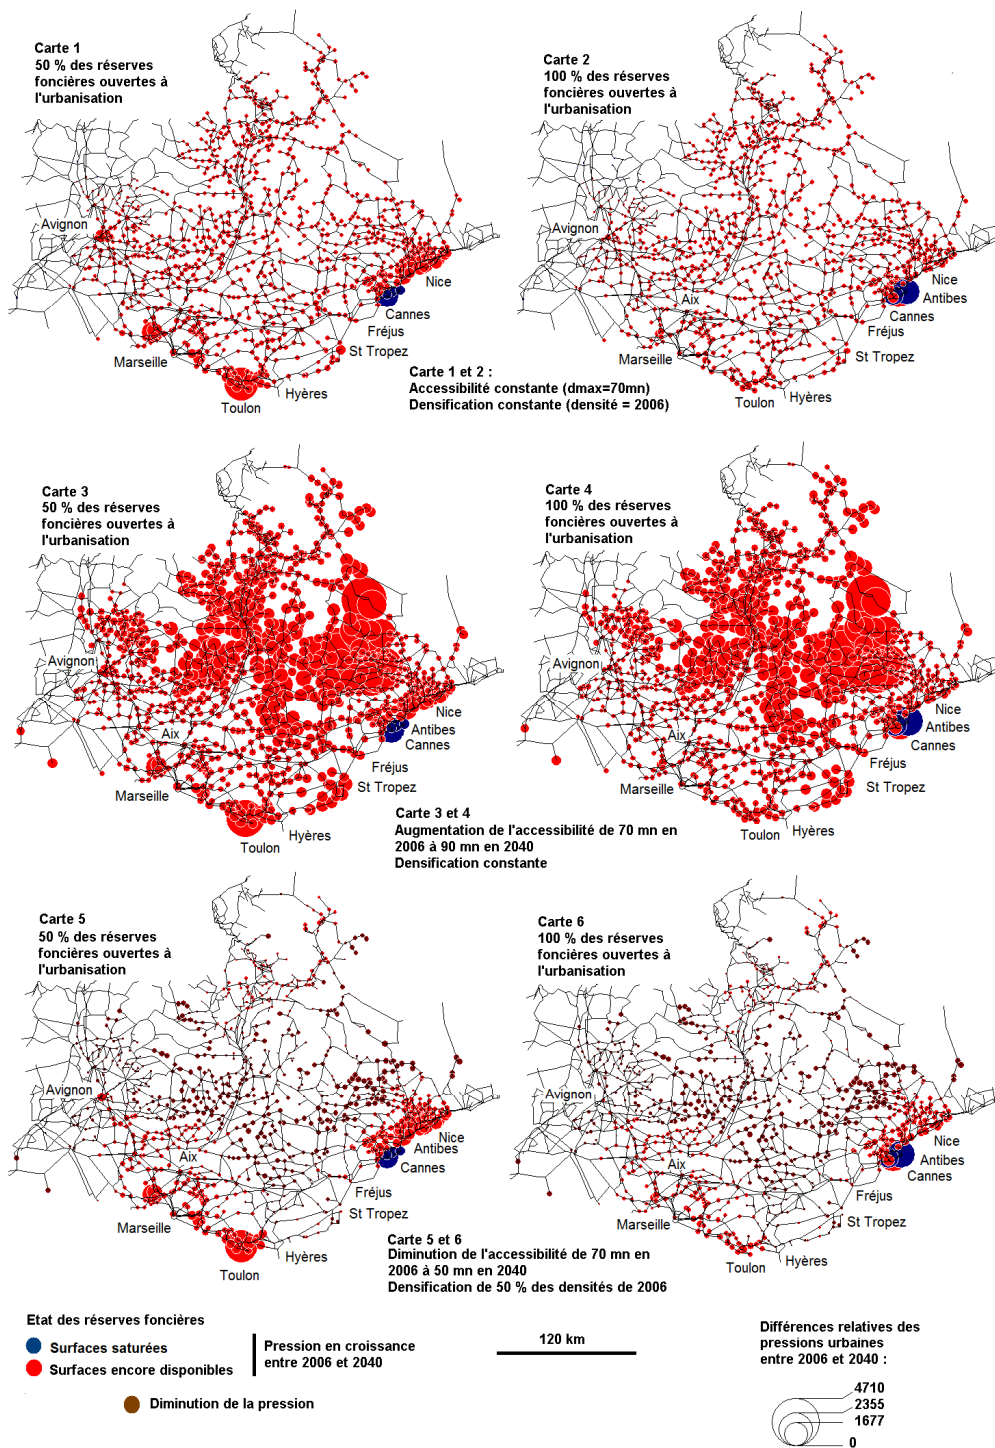 Carte 1
50 % des réserves
foncières ouvertes à
l'urbanisation
Avignon
Nice
Cannes
Fréjus
St Tropez
Marseille
Hyères
Toulon
Carte 2
100 % des réserves
foncières ouvertes à
l'urbanisation
Avignon
Aix
Nice
Antibes
Cannes
Fréjus
St Tropez
Marseille
Hyères
Toulon
Carte 1 et 2 :
Accessibilité constante (dmax=70mn)
Densification constante (densité = 2006)
Carte 3
50 % des réserves
foncières ouvertes à
l'urbanisation
Avignon
Aix
Nice
Antibes
Cannes
Fréjus
St Tropez
Marseille
Hyères
Toulon
Carte 4
100 % des réserves
foncières ouvertes à
l'urbanisation
Avignon
Aix
Nice
Antibes
Cannes
Fréjus
St Tropez
Marseille
Hyères
Toulon
Carte 3 et 4
Augmentation de l'accessibilité de 70 mn en
2006 à 90 mn en 2040
Densification constante
Carte 5
50 % des réserves
foncières ouvertes à
l'urbanisation
Avignon
Aix
Nice
Antibes
Cannes
Fréjus
St Tropez
Marseille
Hyères
Toulon
Carte 6
100 % des réserves
foncières ouvertes à
l'urbanisation
Avignon
Aix
Nice
Antibes
Cannes
Fréjus
St Tropez
Marseille
Hyères
Toulon
Carte 5 et 6
Diminution de l'accessibilité de 70 mn en
2006 à 50 mn en 2040
Densification de 50 % des densités de 2006
Etat des réserves foncières
Surfaces saturées
Surfaces encore disponibles
Pression en croissance
entre 2006 et 2040
Diminution de la pression
120 km
Différences relatives des
pressions urbaines
entre 2006 et 2040 :
4710
2355
1677
0